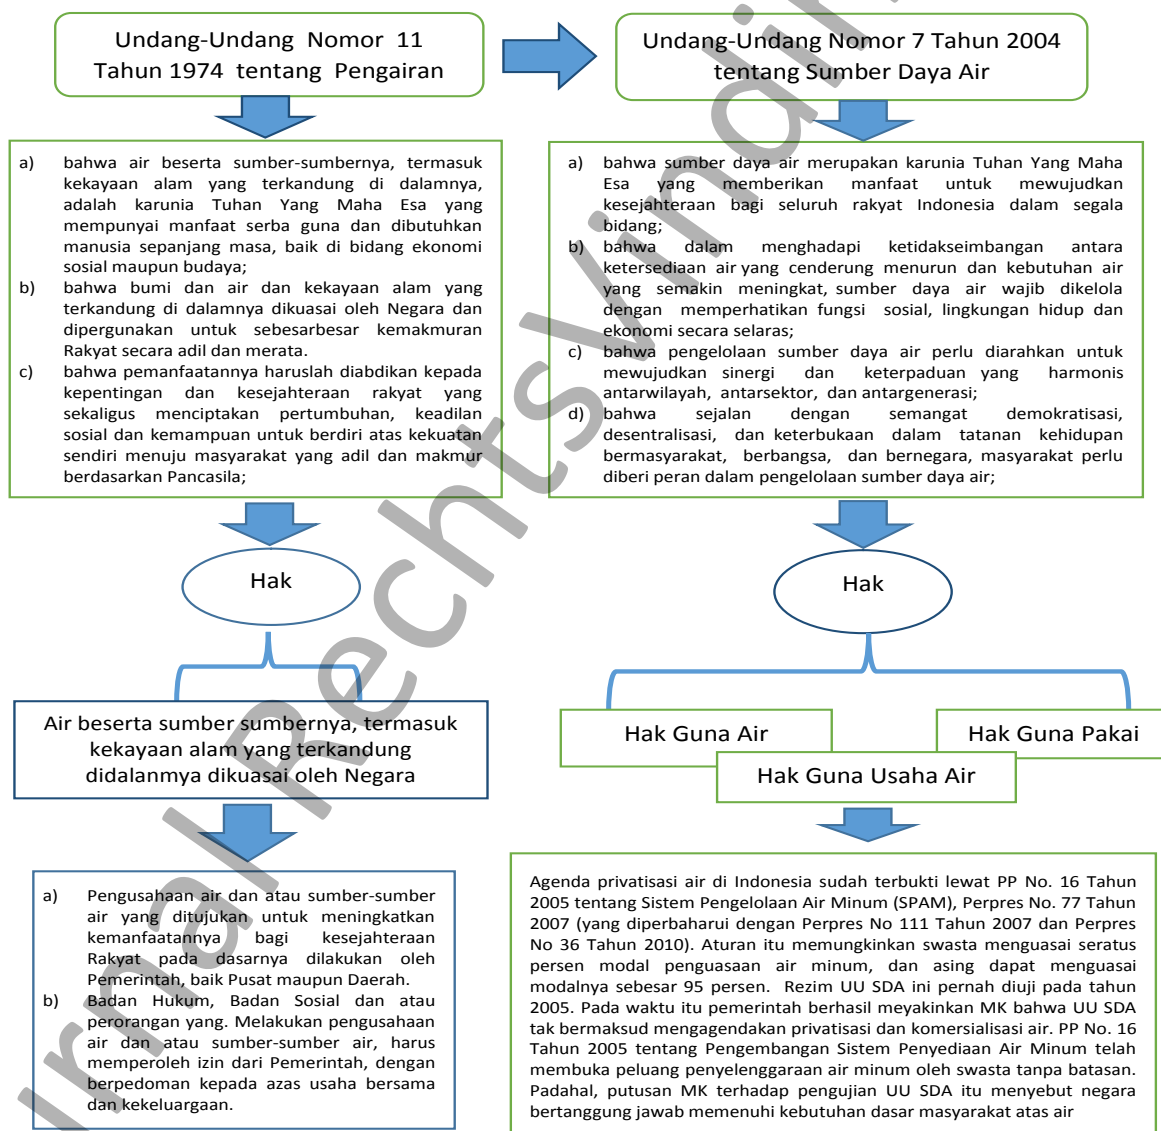 Undang-Undang Nomor 11
Tahun 1974 tentang Pengairan
Undang-Undang Nomor 7 Tahun 2004
tentang Sumber Daya Air
a) bahwa air beserta sumber-sumbernya, termasuk
kekayaan alam yang terkandung di dalamnya,
adalah karunia Tuhan Yang Maha Esa yang
mempunyai manfaat serba guna dan dibutuhkan
manusia sepanjang masa, baik di bidang ekonomi
sosial maupun budaya;
b) bahwa bumi dan air dan kekayaan alam yang
terkandung di dalamnya dikuasai oleh Negara dan
dipergunakan untuk sebesarbesar kemakmuran
Rakyat secara adil dan merata.
c) bahwa pemanfaatannya haruslah diabdikan kepada
kepentingan dan kesejahteraan rakyat yang
sekaligus menciptakan pertumbuhan, keadilan
sosial dan kemampuan untuk berdiri atas kekuatan
sendiri menuju masyarakat yang adil dan makmur
berdasarkan Pancasila;
a) bahwa sumber daya air merupakan karunia Tuhan Yang Maha
Esa yang memberikan manfaat untuk mewujudkan
kesejahteraan bagi seluruh rakyat Indonesia dalam segala
bidang;
b) bahwa dalam menghadapi ketidakseimbangan antara
ketersediaan air yang cenderung menurun dan kebutuhan air
yang semakin meningkat, sumber daya air wajib dikelola
dengan memperhatikan fungsi sosial, lingkungan hidup dan
ekonomi secara selaras;
c) bahwa pengelolaan sumber daya air perlu diarahkan untuk
mewujudkan sinergi dan keterpaduan yang harmonis
antarwilayah, antarsektor, dan antargenerasi;
d) bahwa sejalan dengan semangat demokratisasi,
desentralisasi, dan keterbukaan dalam tatanan kehidupan
bermasyarakat, berbangsa, dan bernegara, masyarakat perlu
diberi peran dalam pengelolaan sumber daya air;
Hak
Hak
Air beserta sumber sumbernya, termasuk
kekayaan alam yang terkandung
didalanmya dikuasai oleh Negara
Hak Guna Air
Hak Guna Pakai
Hak Guna Usaha Air
a) Pengusahaan air dan atau sumber-sumber
air yang ditujukan untuk meningkatkan
kemanfaatannya bagi kesejahteraan
Rakyat pada dasarnya dilakukan oleh
Pemerintah, baik Pusat maupun Daerah.
b) Badan Hukum, Badan Sosial dan atau
perorangan yang. Melakukan pengusahaan
air dan atau sumber-sumber air, harus
memperoleh izin dari Pemerintah, dengan
berpedoman kepada azas usaha bersama
dan kekeluargaan.
Agenda privatisasi air di Indonesia sudah terbukti lewat PP No. 16 Tahun
2005 tentang Sistem Pengelolaan Air Minum (SPAM), Perpres No. 77 Tahun
2007 (yang diperbaharui dengan Perpres No 111 Tahun 2007 dan Perpres
No 36 Tahun 2010). Aturan itu memungkinkan swasta menguasai seratus
persen modal penguasaan air minum, dan asing dapat menguasai
modalnya sebesar 95 persen. Rezim UU SDA ini pernah diuji pada tahun
2005. Pada waktu itu pemerintah berhasil meyakinkan MK bahwa UU SDA
tak bermaksud mengagendakan privatisasi dan komersialisasi air. PP No. 16
Tahun 2005 tentang Pengembangan Sistem Penyediaan Air Minum telah
membuka peluang penyelenggaraan air minum oleh swasta tanpa batasan.
Padahal, putusan MK terhadap pengujian UU SDA itu menyebut negara
bertanggung jawab memenuhi kebutuhan dasar masyarakat atas air
urnal RechtsVindin